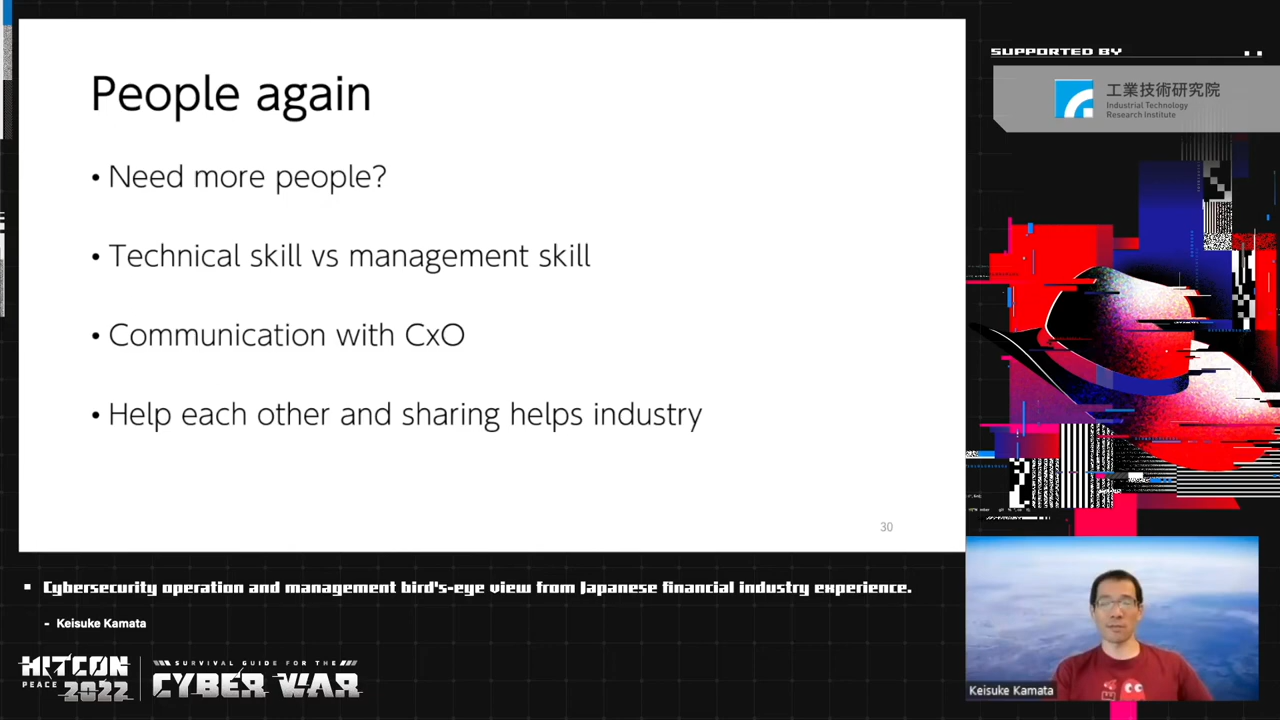 People again
• Need more people?
• Technical skill vs management skill
• Communication with CxO
• Help each other and sharing helps industry
30
SUPPORTED BY
工業技術研究院
Industrial Technology
Research Institute
Cybersecurity operation and management bird's-eye view from Japanese financial industry experience.
- Keisuke Kamata
HITCON
PEACE 2022
SURVIVAL GUIDE FOR THE
CYBER WAR
Keisuke Kamata